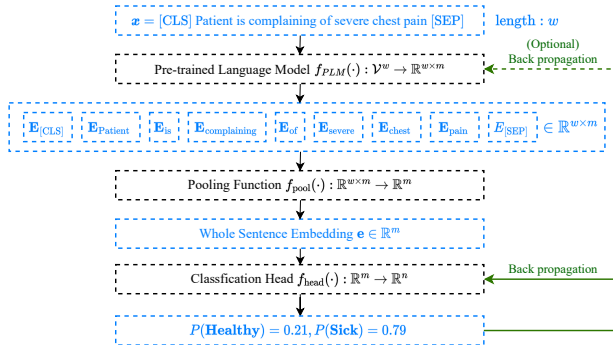 x = [CLS] Patient is complaining of severe chest pain [SEP] length : w
(Optional)
Back propagation
Pre-trained Language Model f_PLM(·) : 𝒱^w → ℝ^{w×m}
E_[CLS] E_Patient E_is E_complaining E_of E_severe E_chest E_pain E_[SEP] ∈ ℝ^{w×m}
Pooling Function f_pool(·) : ℝ^{w×m} → ℝ^m
Whole Sentence Embedding e ∈ ℝ^m
Classfication Head f_head(·) : ℝ^m → ℝ^n
Back propagation
P(Healthy) = 0.21, P(Sick) = 0.79